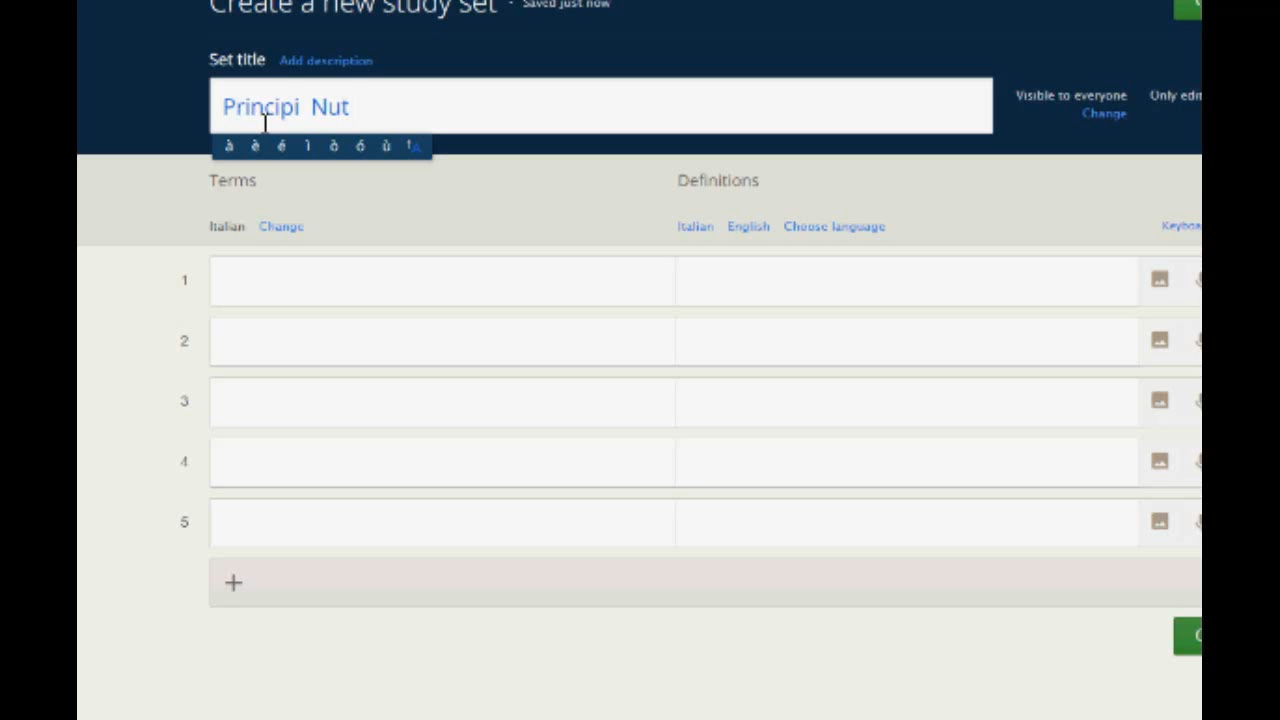 Create a new study set - Saved just now
Set title Add description
Principi Nut
Visible to everyone Only
Change
à è é ì ò ó ù
Terms Definitions
Italian Change Italian English Choose language
1
2
3
4
5
+